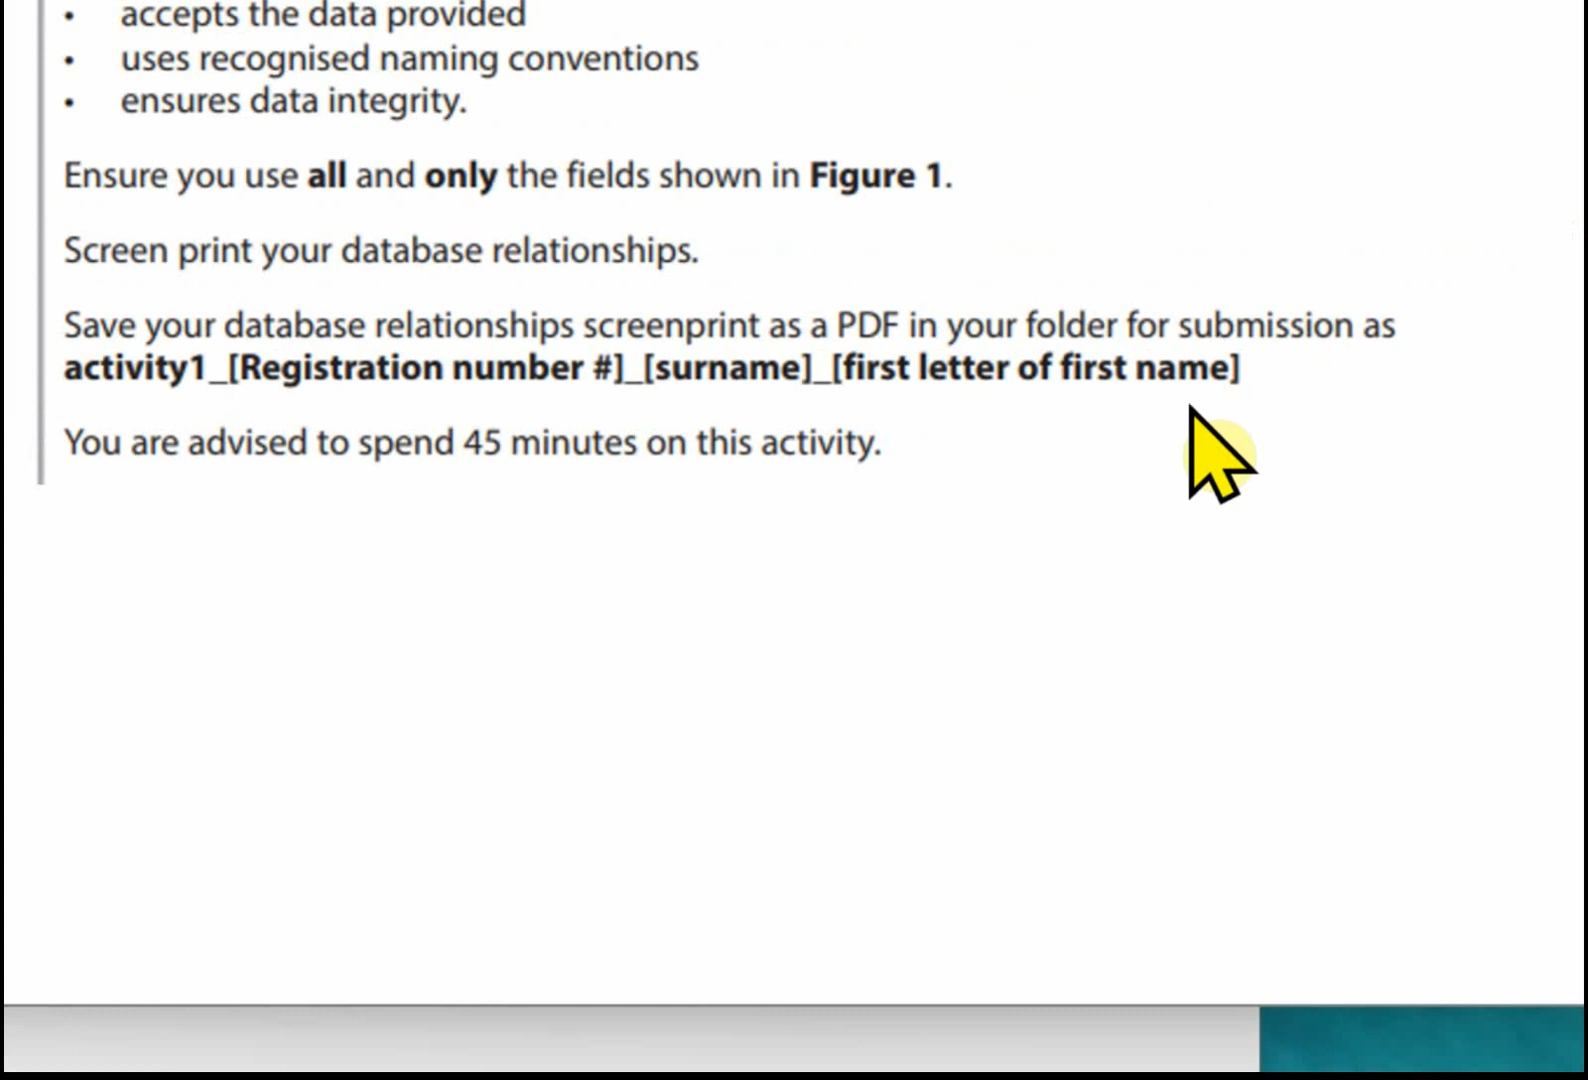 • accepts the data provided
• uses recognised naming conventions
• ensures data integrity.
Ensure you use all and only the fields shown in Figure 1.
Screen print your database relationships.
Save your database relationships screenprint as a PDF in your folder for submission as
activity1_[Registration number #]_[surname]_[first letter of first name]
You are advised to spend 45 minutes on this activity.